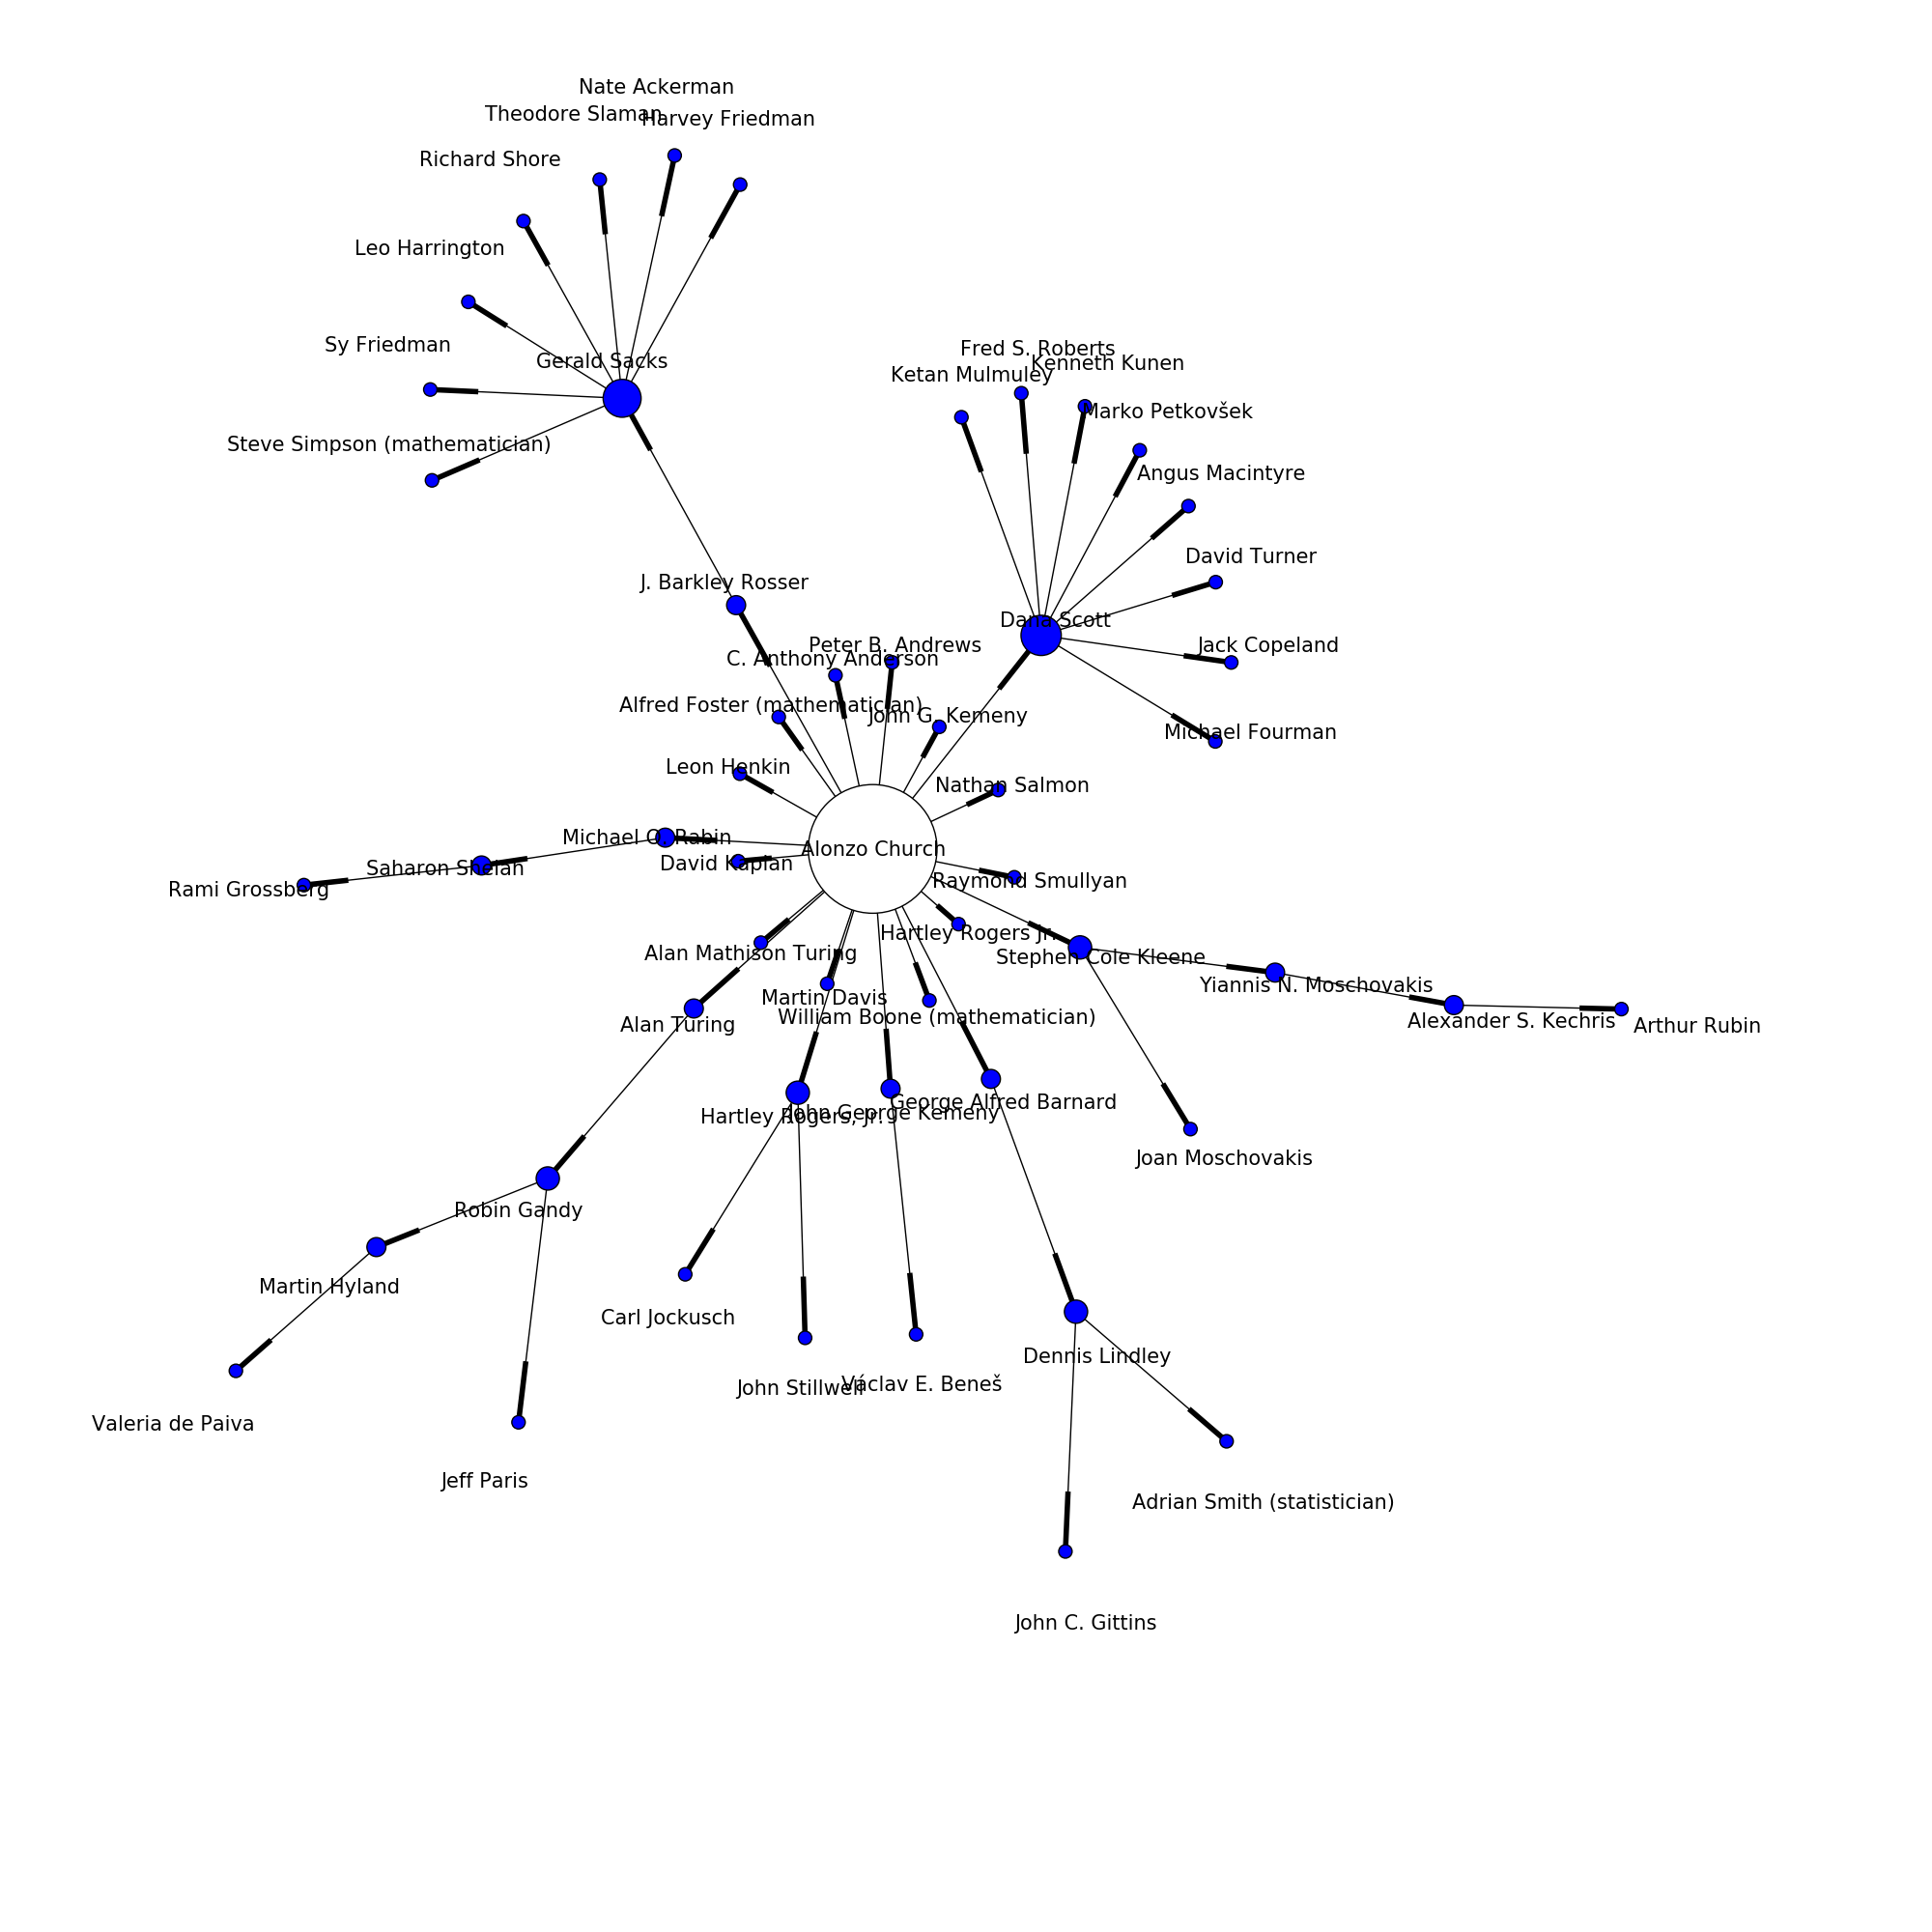 Nate Ackerman
Theodore Slaman
Harvey Friedman
Richard Shore
Leo Harrington
Sy Friedman
Gerald Sacks
Steve Simpson (mathematician)
Fred S. Roberts
Kenneth Kunen
Ketan Mulmuley
Marko Petkovšek
Angus Macintyre
David Turner
J. Barkley Rosser
Dana Scott
Peter B. Andrews
Jack Copeland
C. Anthony Anderson
Alfred Foster (mathematician)
John G. Kemeny
Michael Fourman
Leon Henkin
Nathan Salmon
Michael O. Rabin
Alonzo Church
David Kaplan
Saharon Shelah
Raymond Smullyan
Rami Grossberg
Hartley Rogers Jr.
Alan Mathison Turing
Stephen Cole Kleene
Yiannis N. Moschovakis
Martin Davis
William Boone (mathematician)
Alexander S. Kechris
Arthur Rubin
Alan Turing
George Alfred Barnard
John George Kemeny
Hartley Rogers, Jr.
Joan Moschovakis
Robin Gandy
Martin Hyland
Carl Jockusch
Dennis Lindley
John Stillwell
Václav E. Beneš
Valeria de Paiva
Jeff Paris
Adrian Smith (statistician)
John C. Gittins